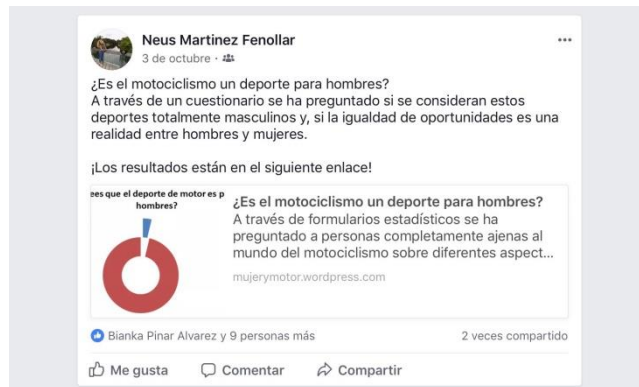 Neus Martinez Fenollar
3 de octubre ·
¿Es el motociclismo un deporte para hombres?
A través de un cuestionario se ha preguntado si se consideran estos
deportes totalmente masculinos y, si la igualdad de oportunidades es una
realidad entre hombres y mujeres.
¡Los resultados están en el siguiente enlace!
ees que el deporte de motor es p
hombres?
¿Es el motociclismo un deporte para hombres?
A través de formularios estadísticos se ha
preguntado a personas completamente ajenas al
mundo del motociclismo sobre diferentes aspect...
mujerymotor.wordpress.com
Bianka Pinar Alvarez y 9 personas más
2 veces compartido
Me gusta
Comentar
Compartir